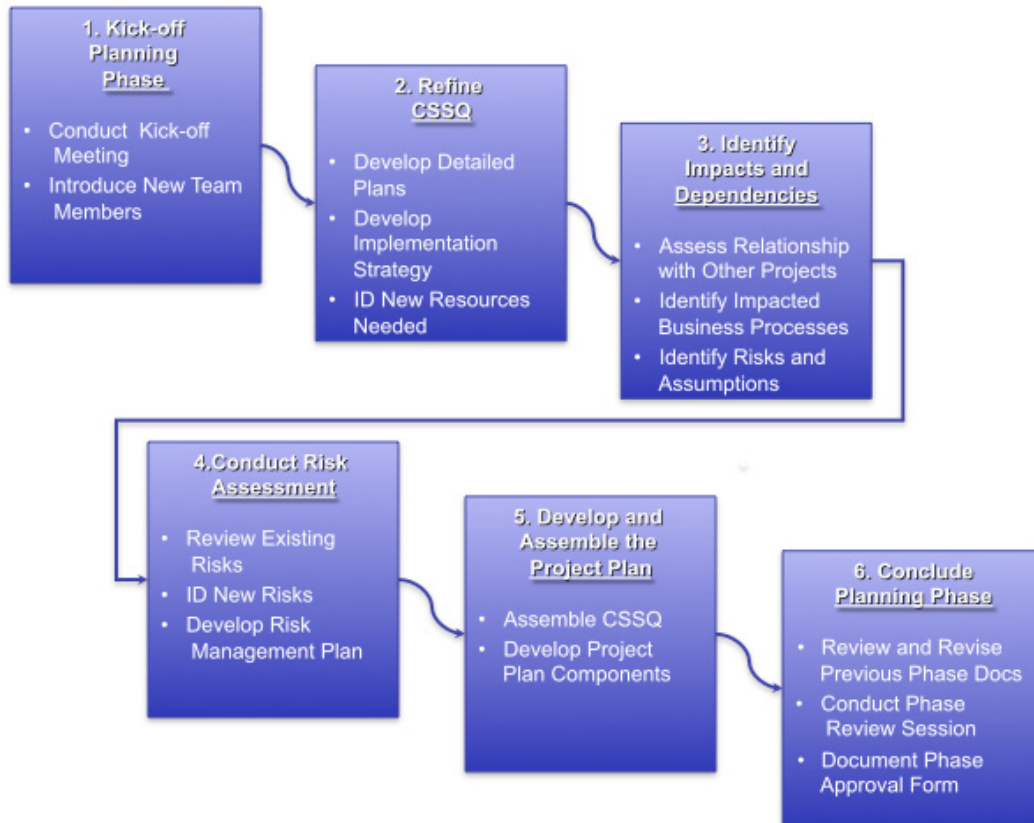 1. Kick-off
Planning
Phase
• Conduct Kick-off
Meeting
• Introduce New Team
Members
2. Refine
CSSQ
• Develop Detailed
Plans
• Develop
Implementation
Strategy
• ID New Resources
Needed
3. Identify
Impacts and
Dependencies
• Assess Relationship
with Other Projects
• Identify Impacted
Business Processes
• Identify Risks and
Assumptions
4.Conduct Risk
Assessment
• Review Existing
Risks
• ID New Risks
• Develop Risk
Management Plan
5. Develop and
Assemble the
Project Plan
• Assemble CSSQ
• Develop Project
Plan Components
6. Conclude
Planning Phase
• Review and Revise
Previous Phase Docs
• Conduct Phase
Review Session
• Document Phase
Approval Form